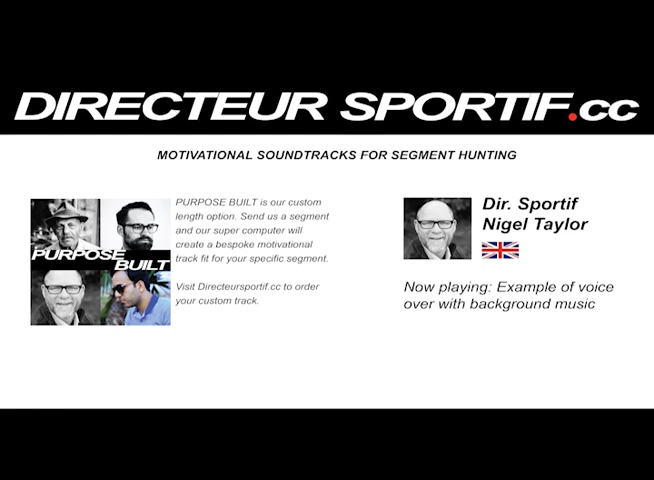 DIRECTEUR SPORTIF.cc
MOTIVATIONAL SOUNDTRACKS FOR SEGMENT HUNTING
PURPOSE
BUILT
PURPOSE BUILT is our custom
length option. Send us a segment
and our super computer will
create a bespoke motivational
track fit for your specific segment.
Visit Directeursportif.cc to order
your custom track.
Dir. Sportif
Nigel Taylor
Now playing: Example of voice
over with background music